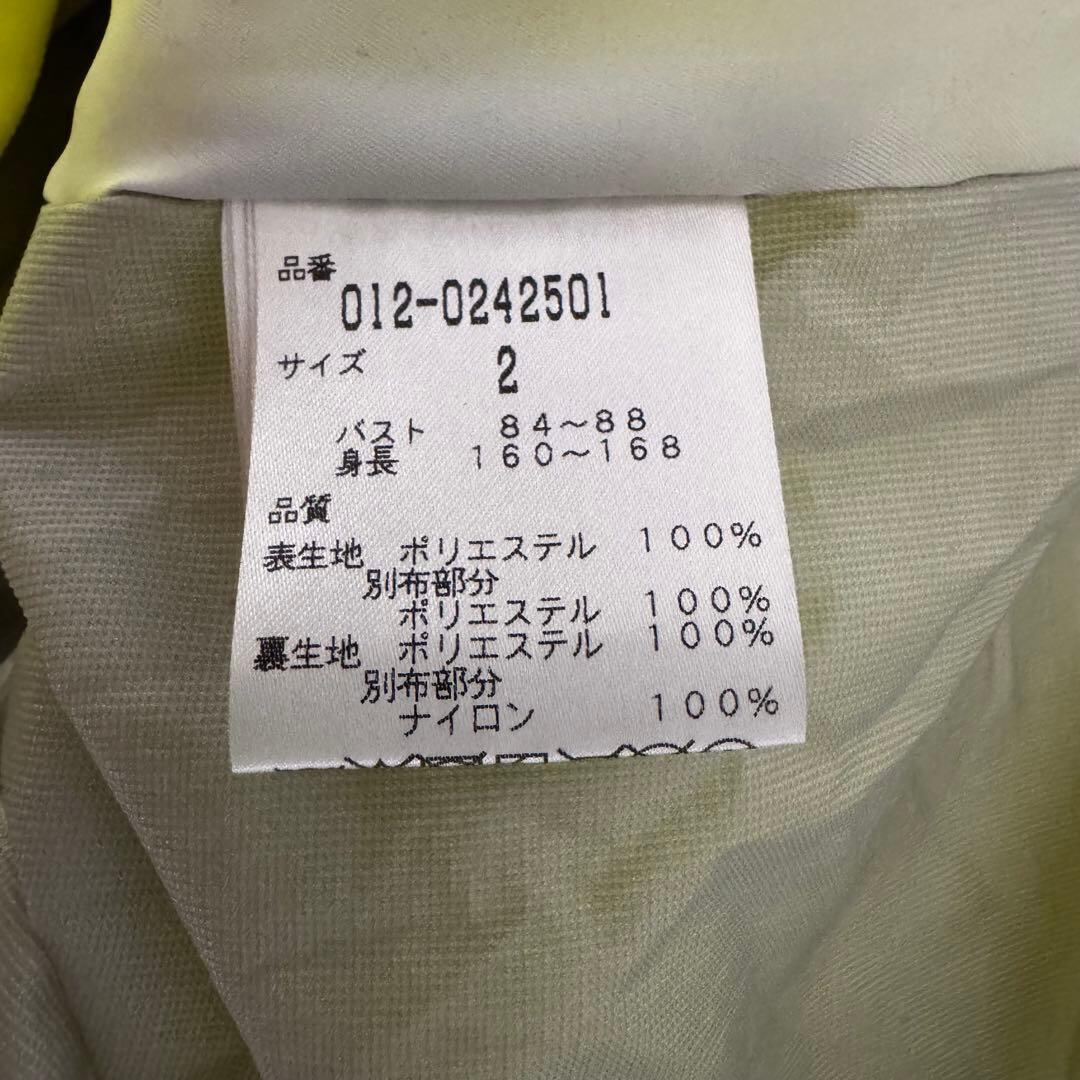 品番
012-0242501
サイズ 2
バスト 84～88
身長 160～168
品質
表生地 ポリエステル 100%
別布部分
ポリエステル 100%
裏生地 ポリエステル 100%
別布部分
ナイロン 100%